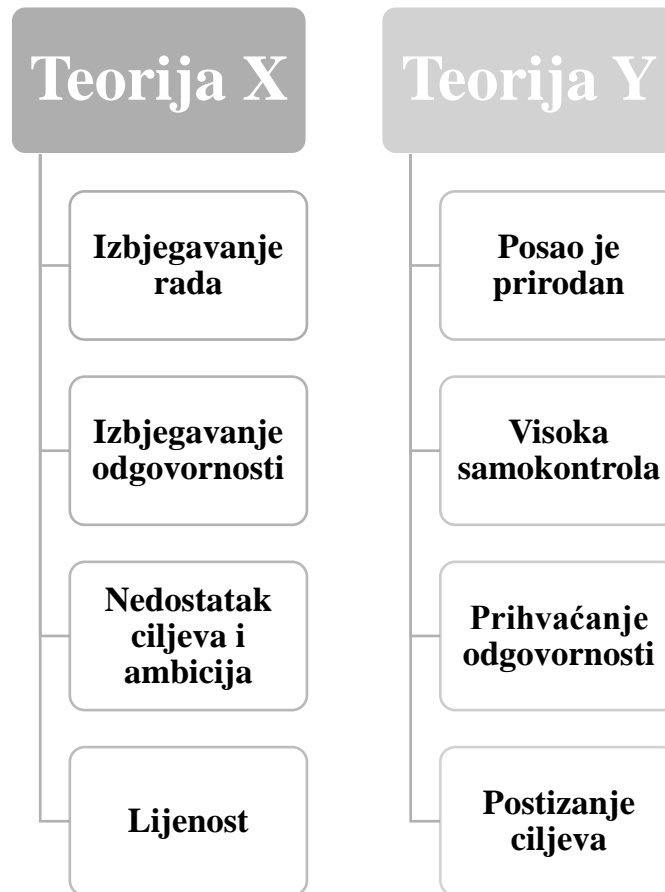 Teorija X
Izbjegavanje
rada
Izbjegavanje
odgovornosti
Nedostatak
ciljeva i
ambicija
Lijenost
Teorija Y
Posao je
prirodan
Visoka
samokontrola
Prihvaćanje
odgovornosti
Postizanje
ciljeva